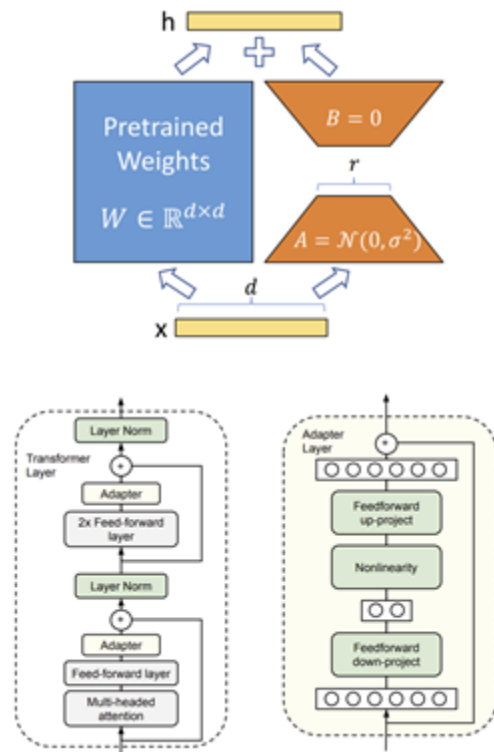 h
Pretrained
Weights
W ∈ ℝ^{d×d}
B = 0
r
A = 𝒩(0, σ²)
d
x
Layer Norm
Transformer
Layer
+
Adapter
2x Feed-forward
layer
Layer Norm
+
Adapter
Feed-forward layer
Multi-headed
attention
Adapter
Layer
+
Feedforward
up-project
Nonlinearity
Feedforward
down-project